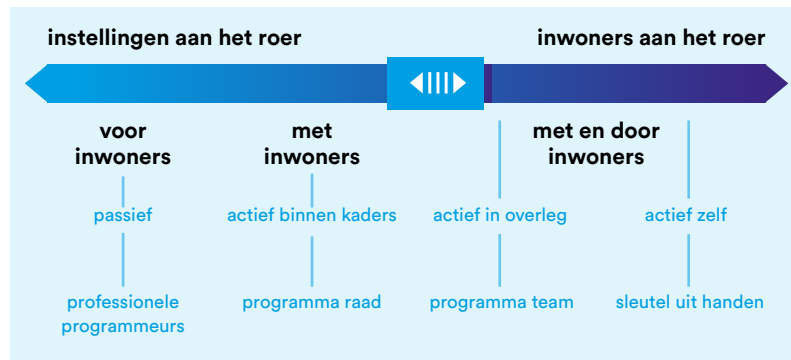 instellingen aan het roer
inwoners aan het roer
voor
inwoners
met
inwoners
met en door
inwoners
passief
actief binnen kaders
actief in overleg
actief zelf
professionele
programmeurs
programma raad
programma team
sleutel uit handen